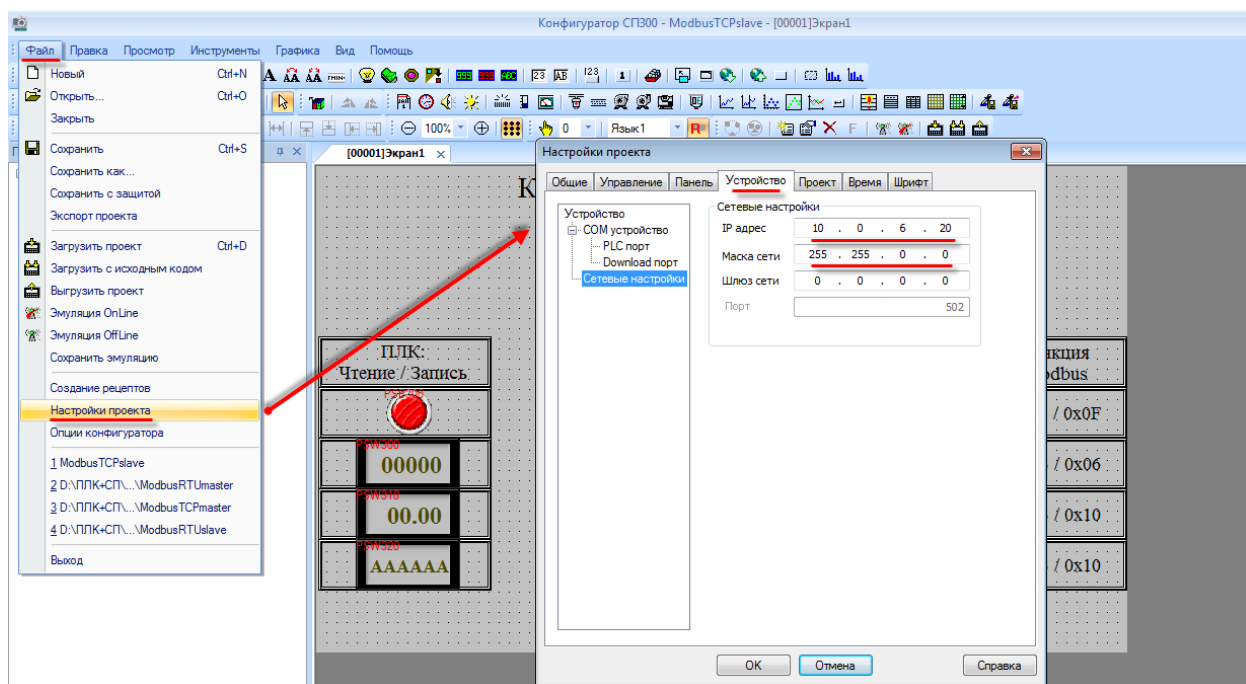 Конфигуратор СП300 - ModbusTCPslave - [00001]Экран1
Файл Правка Просмотр Инструменты Графика Вид Помощь
Новый Ctrl+N
Открыть... Ctrl+O
Закрыть
Сохранить Ctrl+S
Сохранить как...
Сохранить с защитой
Экспорт проекта
Загрузить проект Ctrl+D
Загрузить с исходным кодом
Выгрузить проект
Эмуляция OnLine
Эмуляция OffLine
Сохранить эмуляцию
Создание рецептов
Настройки проекта
Опции конфигуратора
1 ModbusTCPslave
2 D:\ПЛК+СП\...\ModbusRTUmaster
3 D:\ПЛК+СП\...\ModbusTCPmaster
4 D:\ПЛК+СП\...\ModbusRTUslave
Выход
100% 0 Язык1
[00001]Экран1
К
ПЛК:
Чтение / Запись
PSW300
00000
PSW310
00.00
PSW320
AAAAAA
Настройки проекта
Общие Управление Панель Устройство Проект Время Шрифт
Устройство
COM устройство
PLC порт
Download порт
Сетевые настройки
Сетевые настройки
IP адрес 10 . 0 . 6 . 20
Маска сети 255 . 255 . 0 . 0
Шлюз сети 0 . 0 . 0 . 0
Порт 502
OK Отмена Справка
/ 0x0F
/ 0x06
/ 0x10
/ 0x10